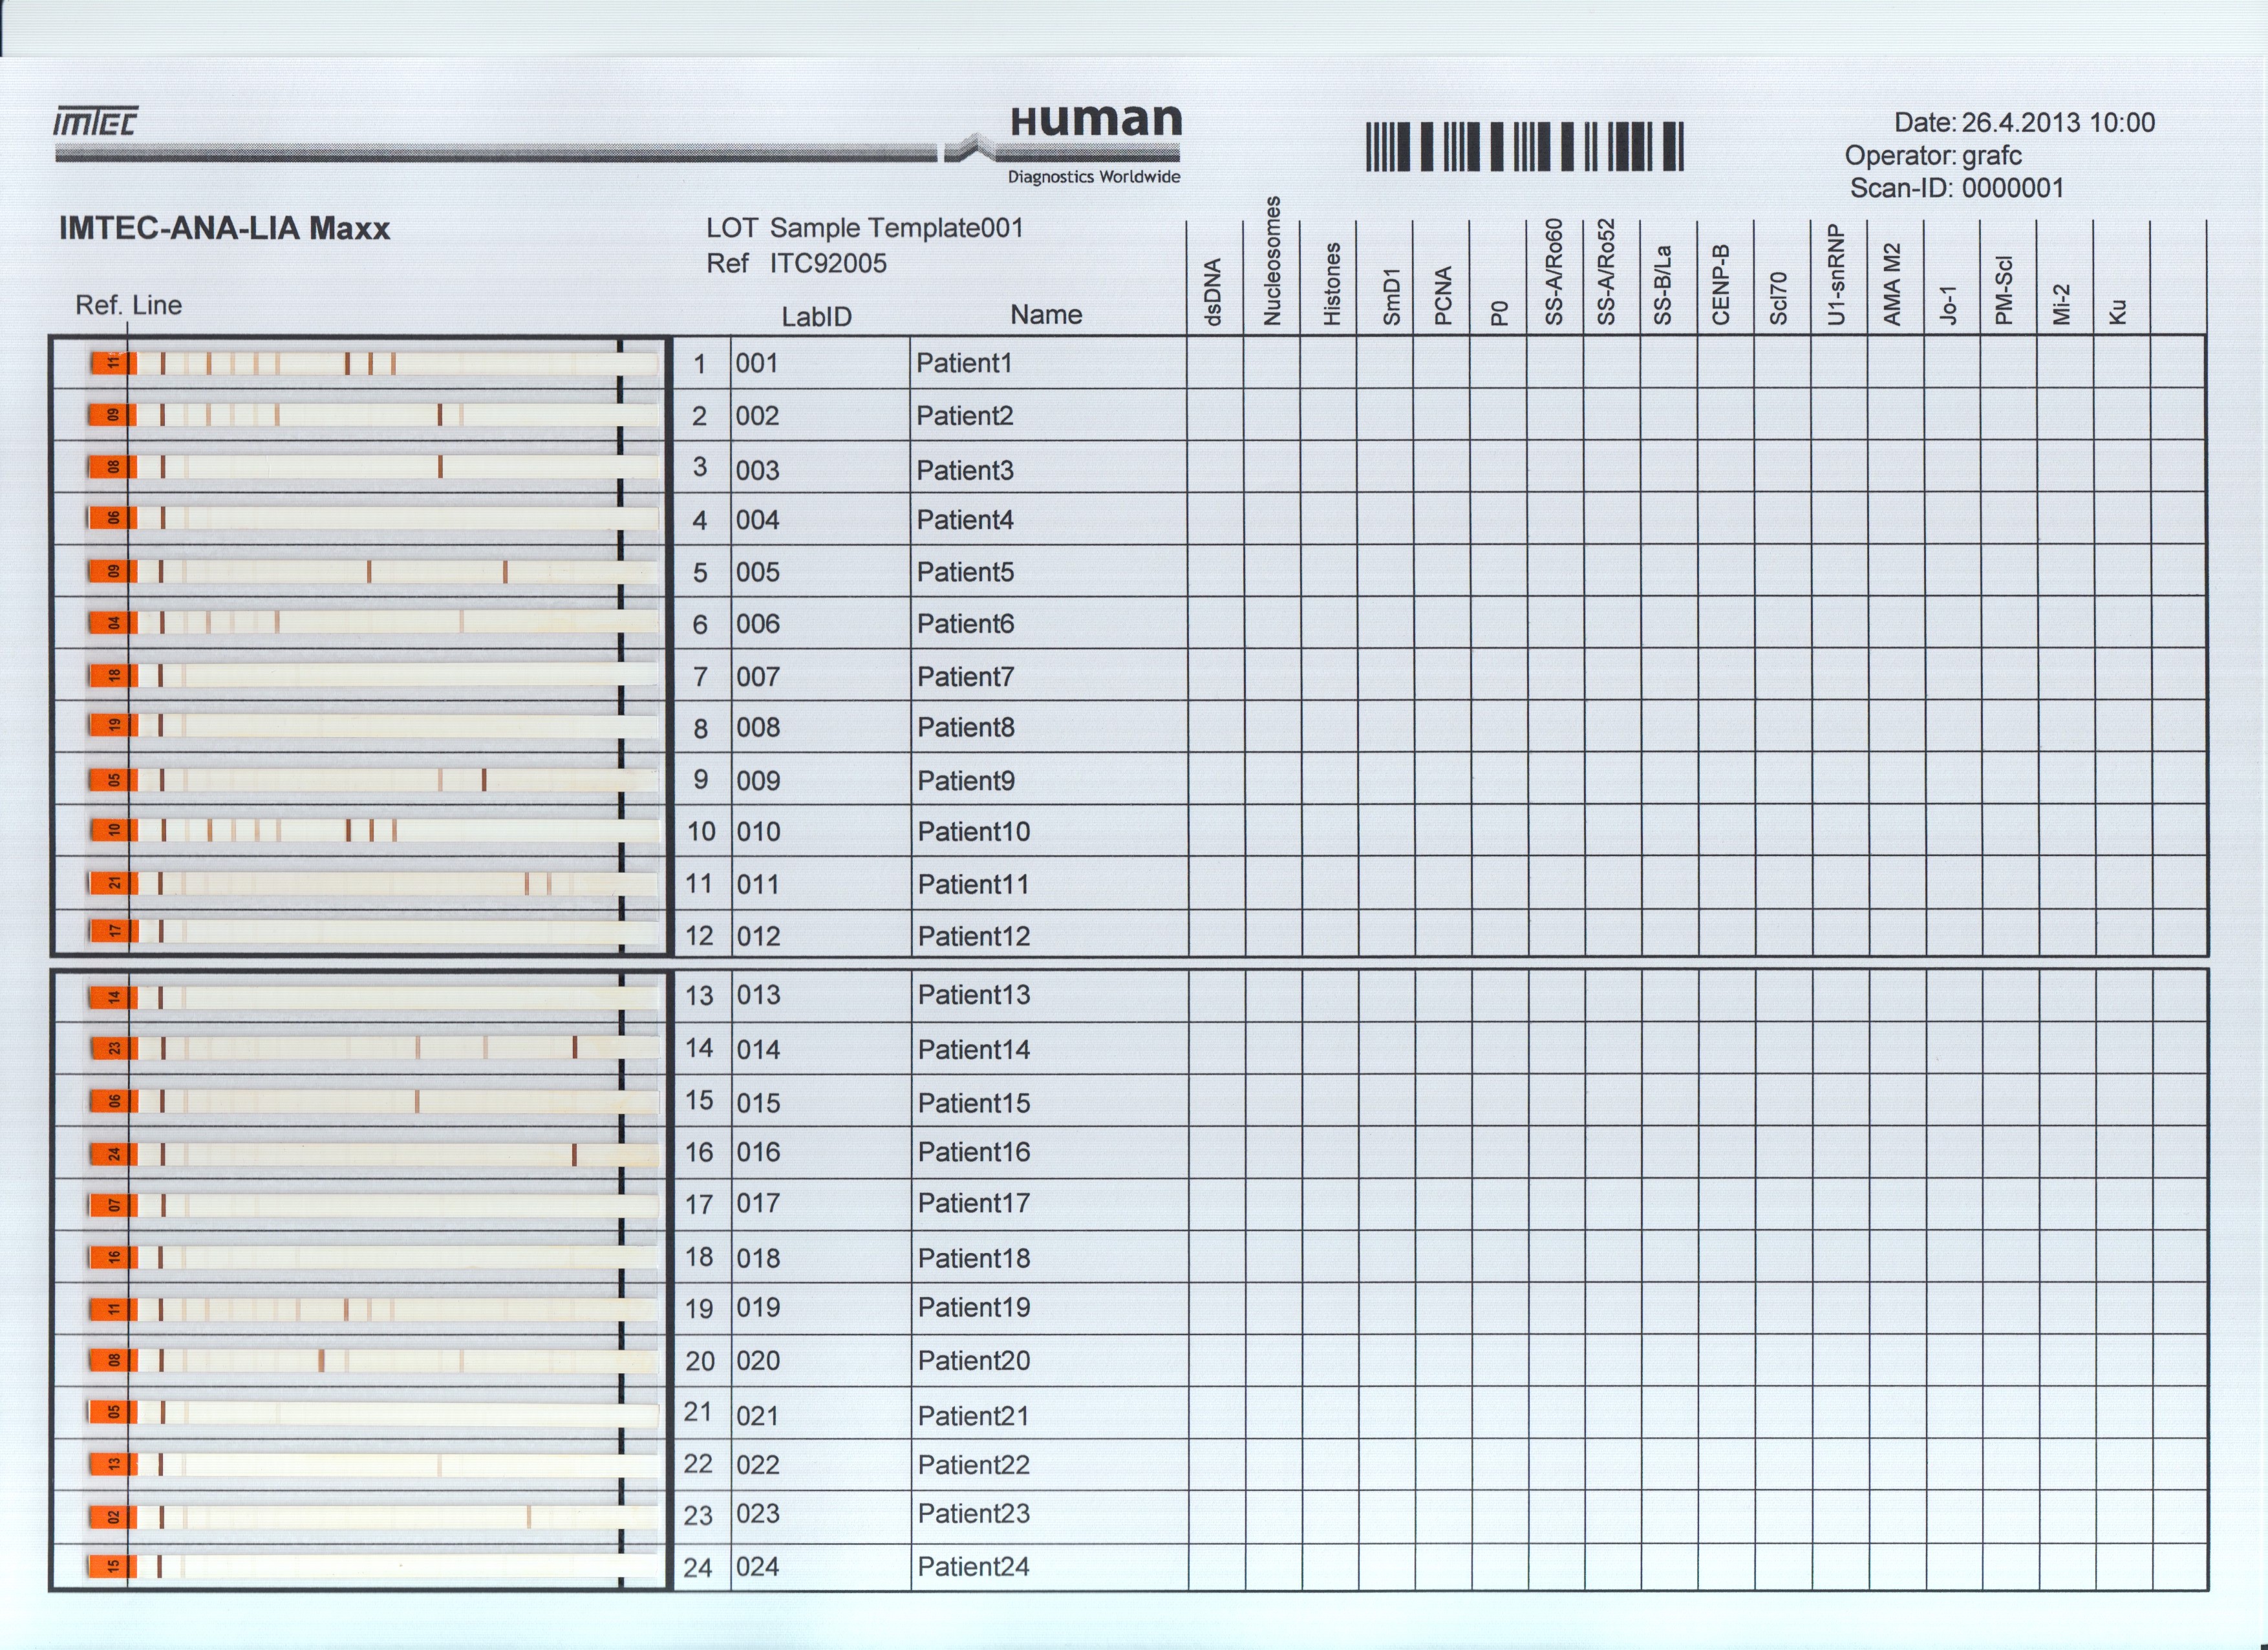 IMTEC
Human
Diagnostics Worldwide
Date: 26.4.2013 10:00
Operator: grafc
Scan-ID: 0000001
IMTEC-ANA-LIA Maxx
LOT Sample Template001
Ref ITC92005
Ref. Line
LabID Name dsDNA Nucleosomes Histones SmD1 PCNA P0 SS-A/Ro60 SS-A/Ro52 SS-B/La CENP-B Scl70 U1-snRNP AMA M2 Jo-1 PM-Scl Mi-2 Ku
11 1 001 Patient1
09 2 002 Patient2
08 3 003 Patient3
06 4 004 Patient4
09 5 005 Patient5
04 6 006 Patient6
18 7 007 Patient7
19 8 008 Patient8
05 9 009 Patient9
10 10 010 Patient10
21 11 011 Patient11
17 12 012 Patient12
14 13 013 Patient13
23 14 014 Patient14
06 15 015 Patient15
24 16 016 Patient16
07 17 017 Patient17
16 18 018 Patient18
11 19 019 Patient19
08 20 020 Patient20
05 21 021 Patient21
13 22 022 Patient22
02 23 023 Patient23
15 24 024 Patient24